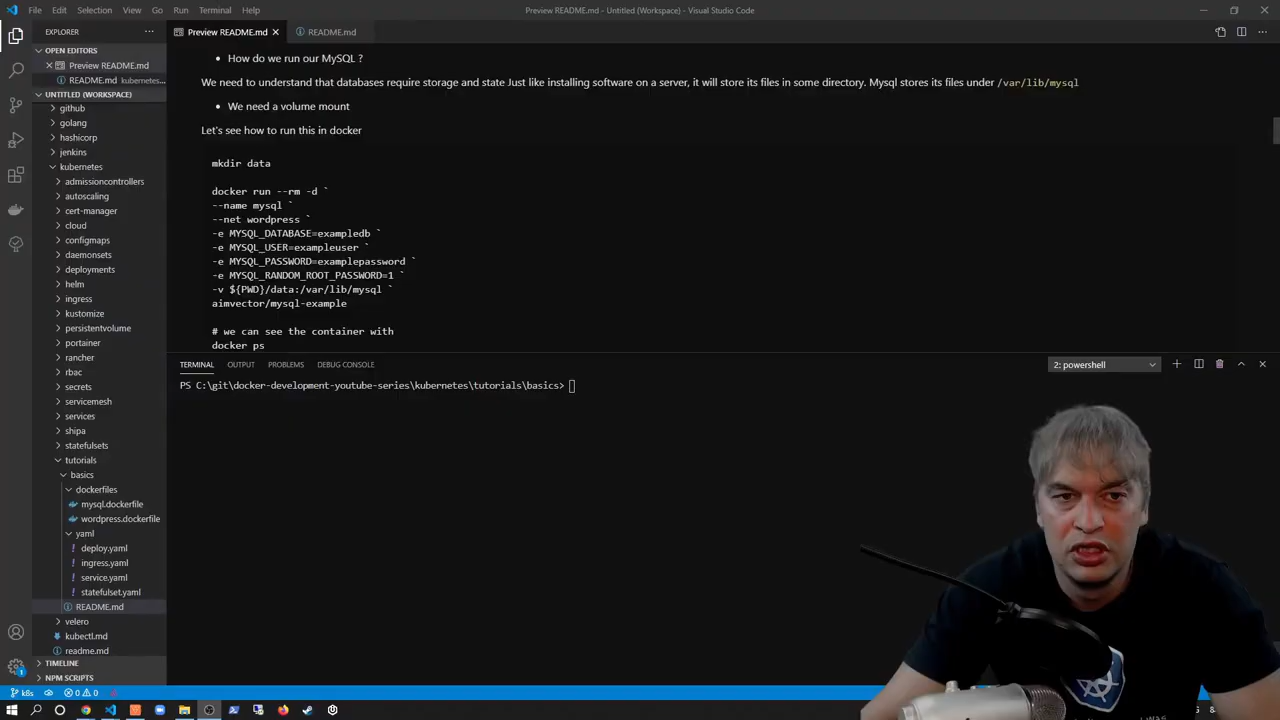 File Edit Selection View Go Run Terminal Help
Preview README.md - Untitled (Workspace) - Visual Studio Code
EXPLORER
OPEN EDITORS
Preview README.md
README.md kubernetes...
UNTITLED (WORKSPACE)
github
golang
hashicorp
jenkins
kubernetes
admissioncontrollers
autoscaling
cert-manager
cloud
configmaps
daemonsets
deployments
helm
ingress
kustomize
persistentvolume
portainer
rancher
rbac
secrets
servicemesh
services
shipa
statefulsets
tutorials
basics
dockerfiles
mysql.dockerfile
wordpress.dockerfile
yaml
deploy.yaml
ingress.yaml
service.yaml
statefulset.yaml
README.md
velero
kubectl.md
readme.md
TIMELINE
NPM SCRIPTS
Preview README.md
README.md
How do we run our MySQL ?
We need to understand that databases require storage and state Just like installing software on a server, it will store its files in some directory. Mysql stores its files under /var/lib/mysql
We need a volume mount
Let's see how to run this in docker
mkdir data
docker run --rm -d `
--name mysql `
--net wordpress `
-e MYSQL_DATABASE=exampledb `
-e MYSQL_USER=exampleuser `
-e MYSQL_PASSWORD=examplepassword `
-e MYSQL_RANDOM_ROOT_PASSWORD=1 `
-v ${PWD}/data:/var/lib/mysql `
aimvector/mysql-example
# we can see the container with
docker ps
TERMINAL OUTPUT PROBLEMS DEBUG CONSOLE
2: powershell
PS C:\git\docker-development-youtube-series\kubernetes\tutorials\basics>
1
k8s 0 0